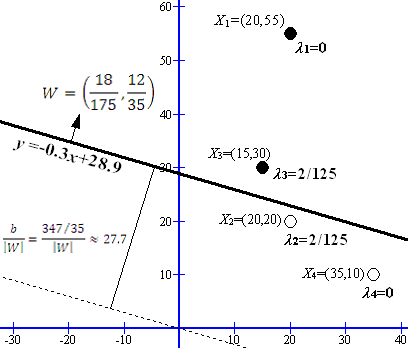 60
X₁=(20,55)
λ₁=0
50
W = (18/175, 12/35)
40
y =-0.3x+28.9
X₃=(15,30)
30
λ₃=2/125
b/|W| = 347/35/|W| ≈ 27.7
X₂=(20,20)
20
λ₂=2/125
X₄=(35,10)
10
λ₄=0
-30 -20 -10 10 20 30 40